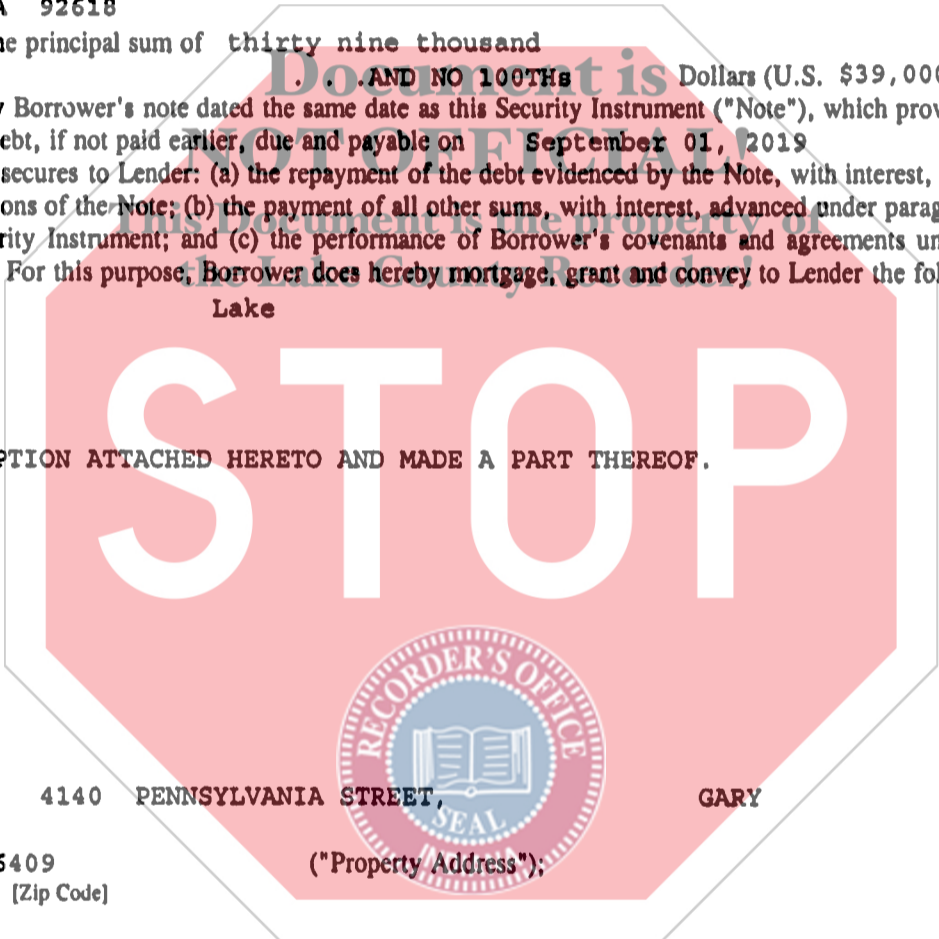 A 92618
ne principal sum of thirty nine thousand
. . .AND NO 100THs Dollars (U.S. $39,000
y Borrower's note dated the same date as this Security Instrument ("Note"), which prov
ebt, if not paid earlier, due and payable on September 01, 2019
secures to Lender: (a) the repayment of the debt evidenced by the Note, with interest,
ons of the Note; (b) the payment of all other sums, with interest, advanced under parag
rity Instrument; and (c) the performance of Borrower's covenants and agreements un
For this purpose, Borrower does hereby mortgage, grant and convey to Lender the fol
Lake
PTION ATTACHED HERETO AND MADE A PART THEREOF.
4140 PENNSYLVANIA STREET, GARY
6409 ("Property Address");
[Zip Code]
Document is
NOT OFFICIAL!
This Document is the property of
the Lake County Recorder!
STOP
RECORDER'S OFFICE
SEAL
INDIANA